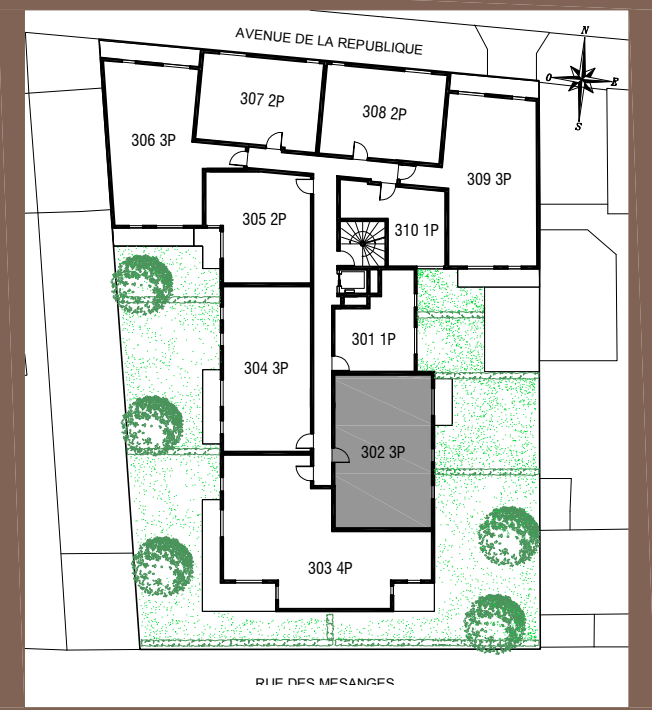 AVENUE DE LA REPUBLIQUE
N
O
E
S
307 2P
308 2P
306 3P
309 3P
305 2P
310 1P
301 1P
304 3P
302 3P
303 4P
RUE DES MESANGES